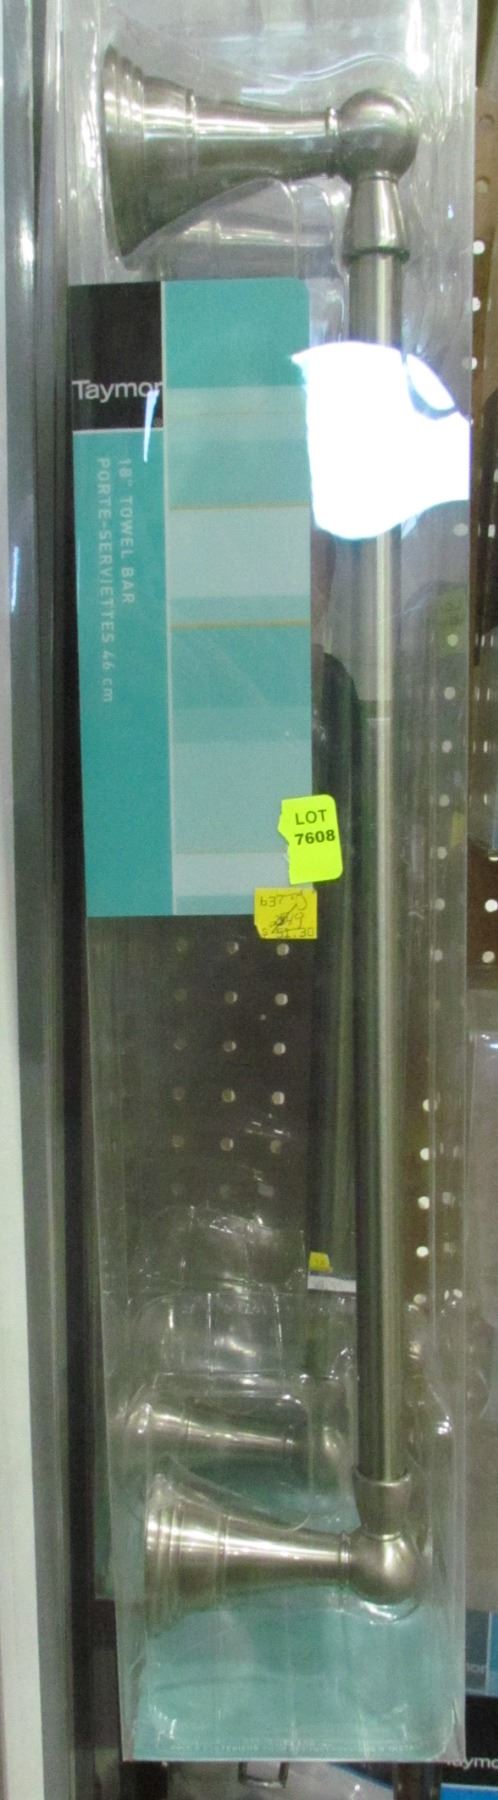 Taymor
18" TOWEL BAR
PORTE-SERVIETTES 46 cm
LOT
7608